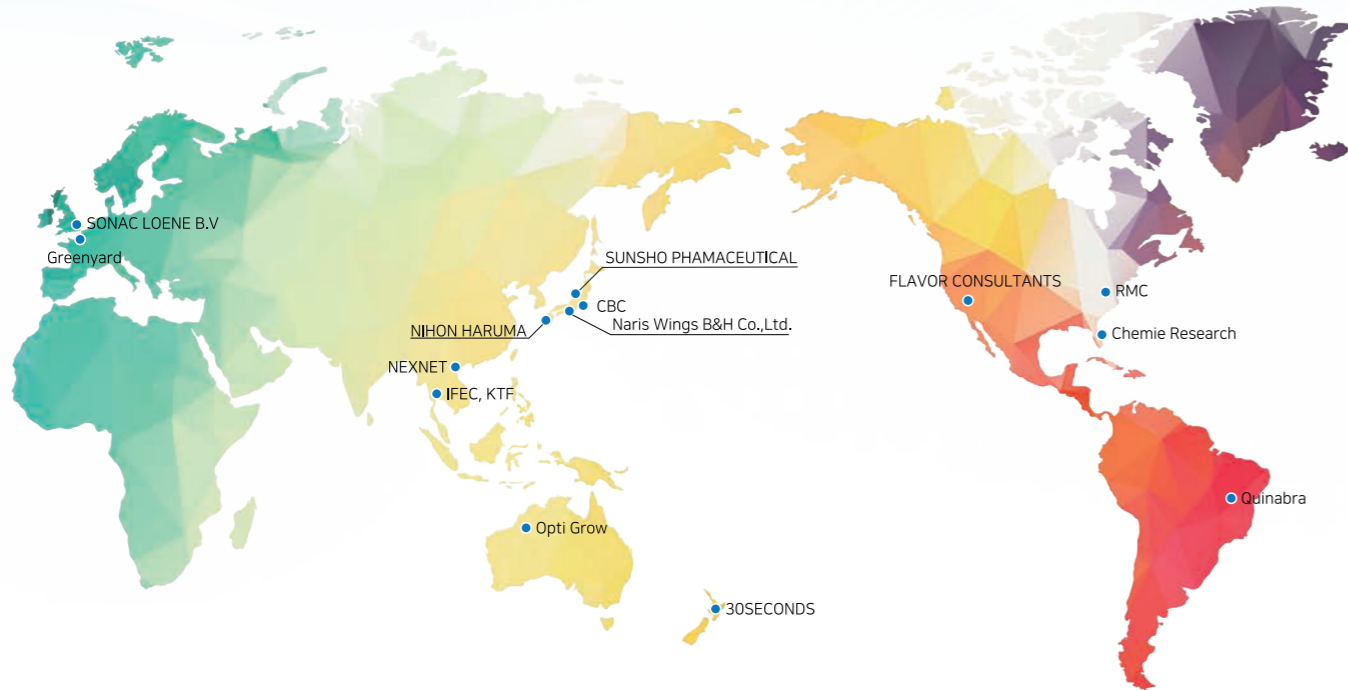 SONAC LOENE B.V
Greenyard
SUNSHO PHAMACEUTICAL
CBC
Naris Wings B&H Co.,Ltd.
NIHON HARUMA
NEXNET
IFEC, KTF
Opti Grow
30SECONDS
FLAVOR CONSULTANTS
RMC
Chemie Research
Quinabra